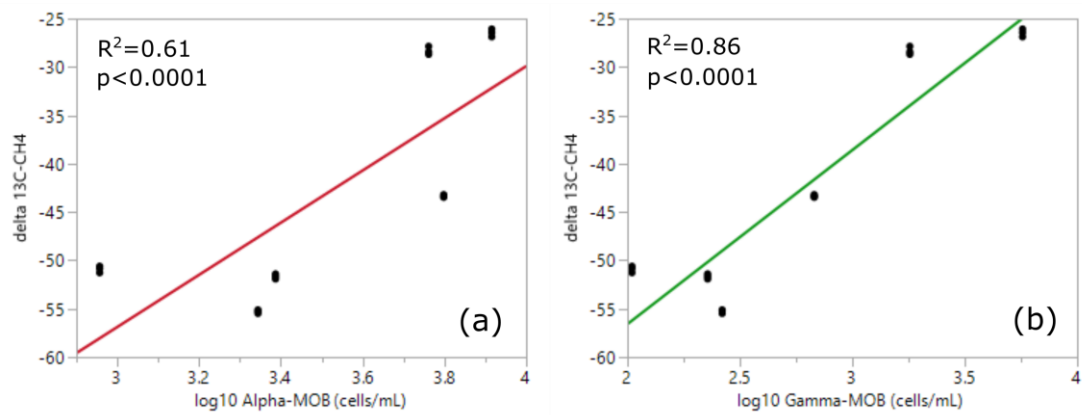 R²=0.61
p<0.0001
-25
-30
-35
-40
-45
-50
-55
-60
delta 13C-CH4
3
3.2
3.4
3.6
3.8
4
log10 Alpha-MOB (cells/mL)
(a)
R²=0.86
p<0.0001
-25
-30
-35
-40
-45
-50
-55
-60
delta 13C-CH4
2
2.5
3
3.5
4
log10 Gamma-MOB (cells/mL)
(b)